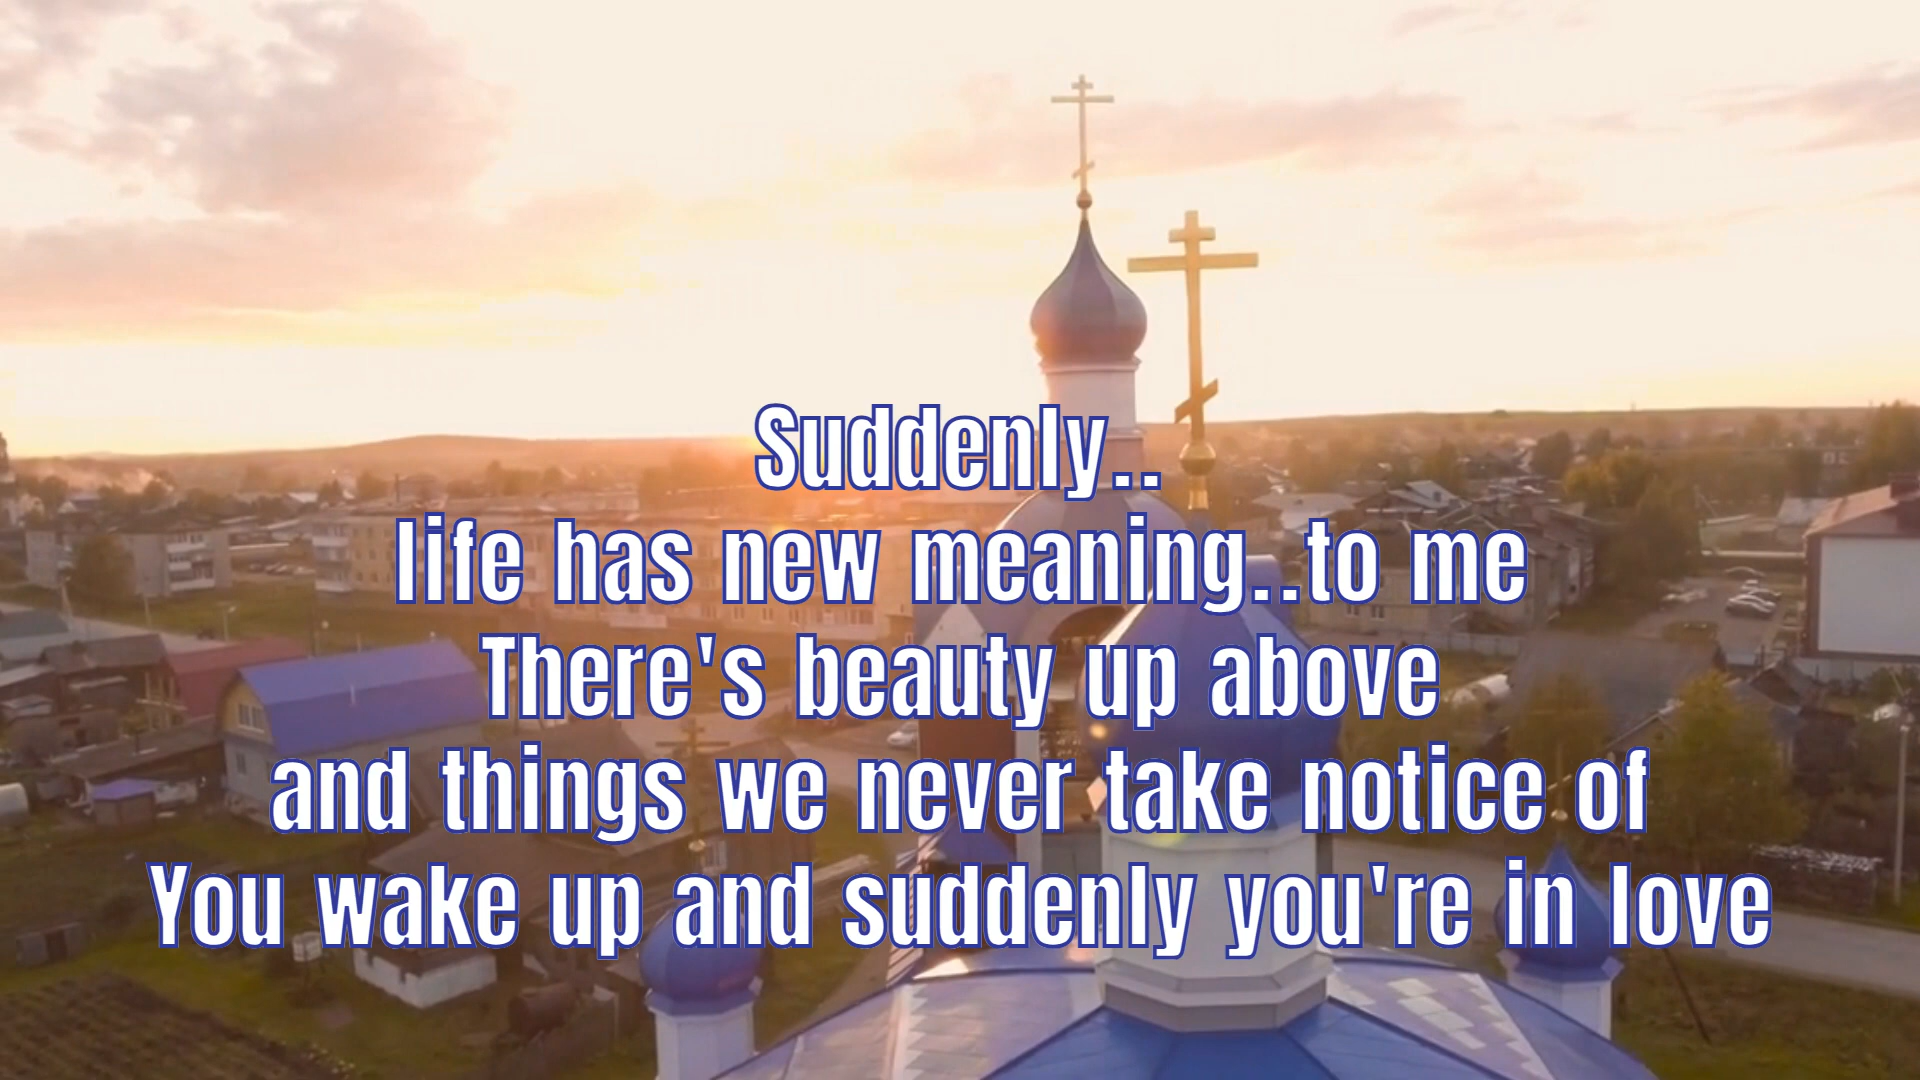 Suddenly..
life has new meaning..to me
There's beauty up above
and things we never take notice of
You wake up and suddenly you're in love